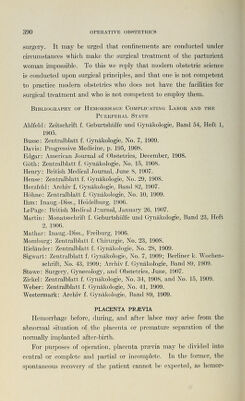 390 OPERATIVE OBSTETRICS
surgery. It may be urged that confinements are conducted under
circumstances which make the surgical treatment of the parturient
woman impossible. To this we reply that modern obstetric science
is conducted upon surgical principles, and that one is not competent
to practice modern obstetrics who does not have the facilities for
surgical treatment and who is not competent to employ them.
Bibliography of Hemorrhage Complicating Labor and the
Puerperal State
Ahlfeld: Zeitschrift f. Geburtshülfe und Gynäkologie, Band 54, Heft 1,
1905.
Busse: Zentralblatt f. Gynäkologie, No. 7, 1909.
Davis: Progressive Medicine, p. 195, 1908.
Edgar: American Journal of Obstetrics, December, 1908.
Göth: Zentralblatt f. Gynäkologie, No. 15, 1908.
Henry: British Medical Journal, June 8, 1907.
Hense: Zentralblatt f. Gynäkologie, No. 29, 1908.
Herzfeld: Archiv f. Gynäkologie, Band 82, 1907.
Höhne: Zentralblatt f. Gynäkologie, No. 10, 1909.
Ihm: Inaug.-Diss., Heidelburg, 1906.
LePage: British Medical Journal, January 26, 1907.
Martin: Monatsschrift f. Geburtshülfe und Gynäkologie, Band 23, Heft
2, 1906.
Mathar: Inaug.-Diss., Freiburg, 1906.
Momburg: Zentralblatt f. Chirurgie, No. 23, 1908.
Rieländer: Zentralblatt f. Gynäkologie, No. 28, 1909.
Sigwart: Zentralblatt f. Gynäkologie, No. 7, 1909; Berliner k. Wochen-
schrift, No. 43, 1909; Archiv f. Gynäkologie, Band 89, 1909.
Stowe: Surgery, Gynecology, and Obstetrics, June, 1907.
Zickel: Zentralblatt f. Gynäkologie, No. 34, 1908, and No. 15, 1909.
Weber: Zentralblatt f. Gynäkologie, No. 41, 1909.
Westermark: Archiv f. Gynäkologie, Band 89, 1909.
PLACENTA PRÆVIA
Hemorrhage before, during, and after labor may arise from the
abnormal situation of the placenta or premature separation of the
normally implanted after-birth.
For purposes of operation, placenta prævia may be divided into
central or complete and partial or incomplete. In the former, the
spontaneous recovery of the patient cannot be expected, as hemor-